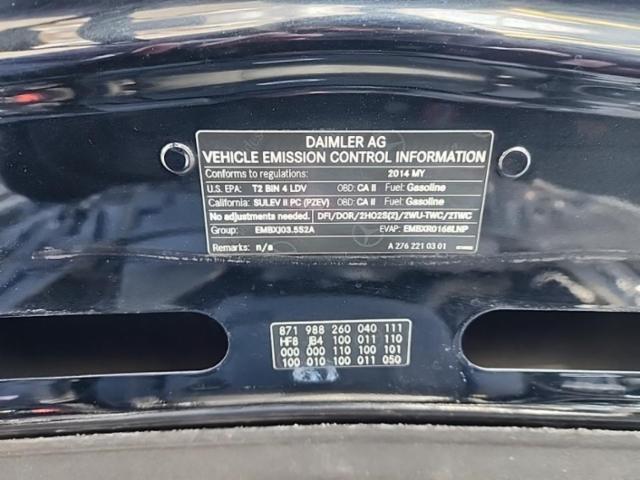 DAIMLER AG
VEHICLE EMISSION CONTROL INFORMATION
Conforms to regulations: 2014 MY
U.S. EPA: T2 BIN 4 LDV OBD: CA II Fuel: Gasoline
California: SULEV II PC (PZEV) OBD: CA II Fuel: Gasoline
No adjustments needed. DFI/DOR/2HO2S(2)/2WU-TWC/2TWC
Group: EMBXJ03.552A EVAP: EMBXR0168LNP
Remarks: n/a A 276 221 03 01
871 988 260 040 111
HF8 JB4 100 011 110
000 000 110 100 101
100 010 100 011 050